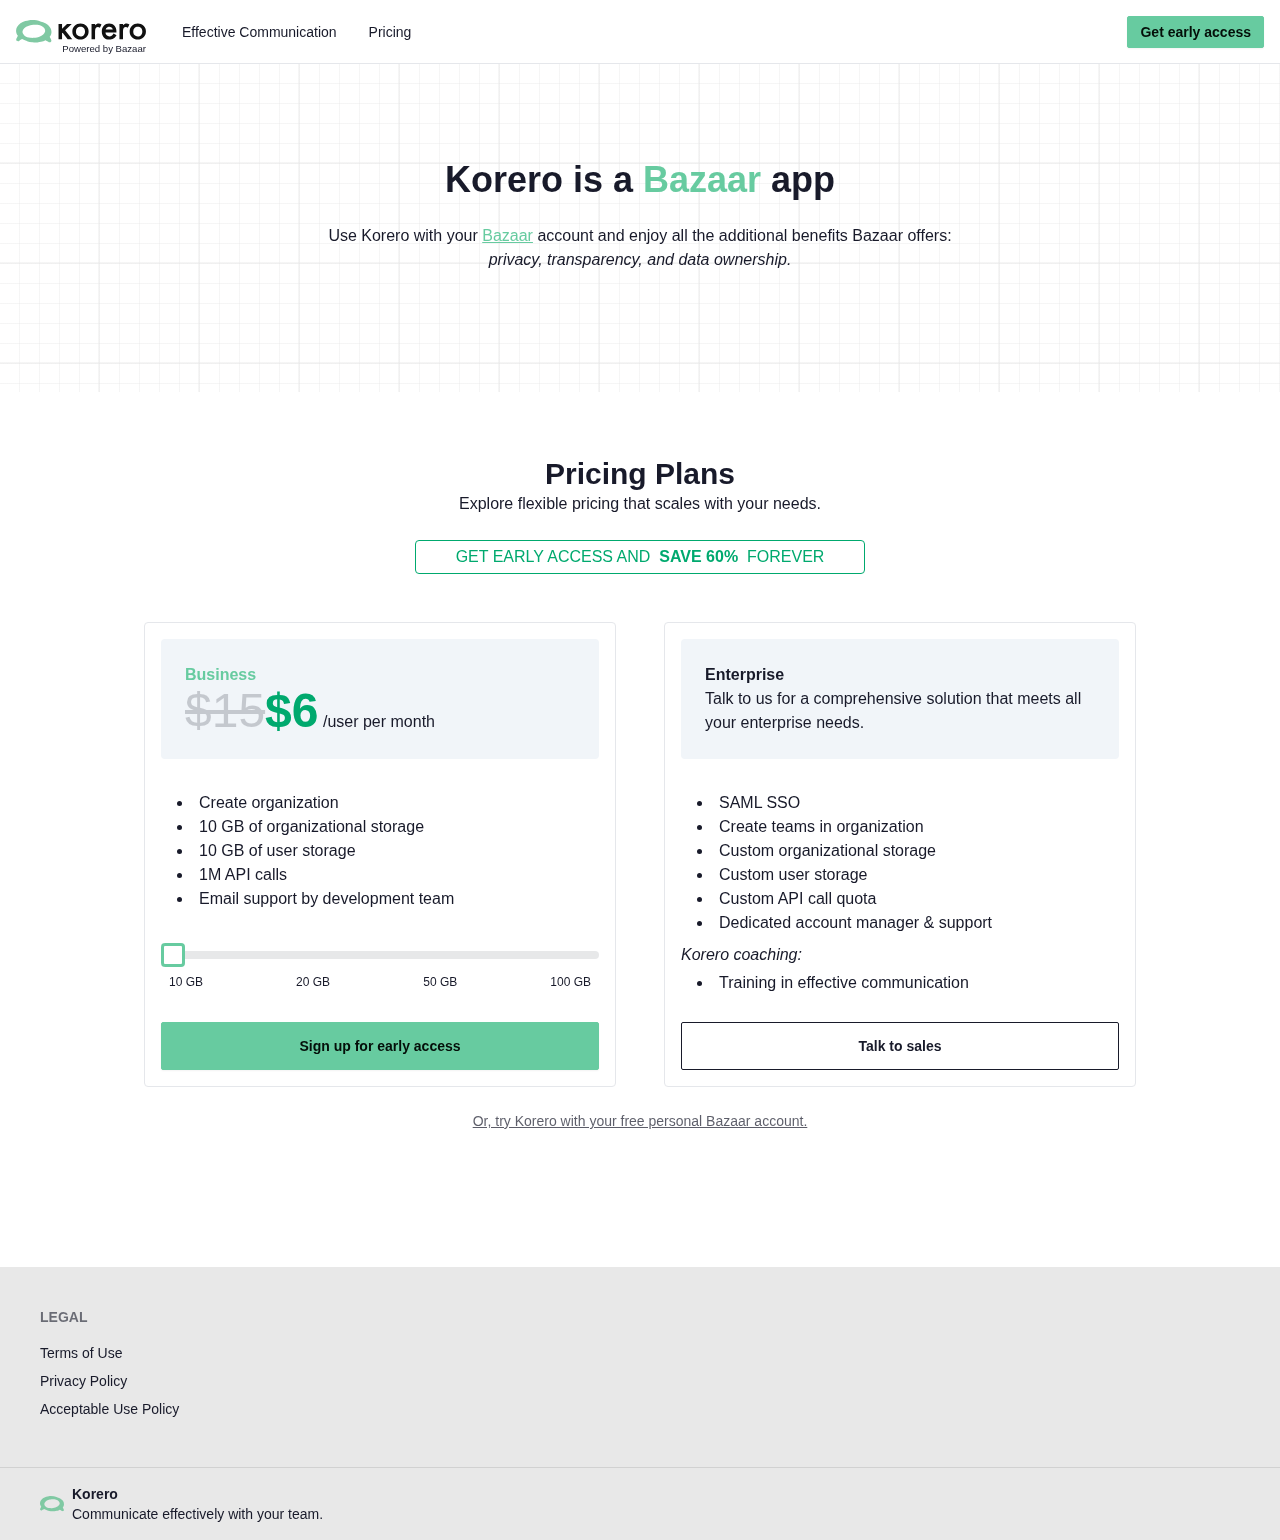 korero
Powered by Bazaar
Effective Communication
Pricing
Get early access
Korero is a Bazaar app
Use Korero with your Bazaar account and enjoy all the additional benefits Bazaar offers:
privacy, transparency, and data ownership.
Pricing Plans
Explore flexible pricing that scales with your needs.
GET EARLY ACCESS AND SAVE 60% FOREVER
Business
$15$6 /user per month
Create organization
10 GB of organizational storage
10 GB of user storage
1M API calls
Email support by development team
10 GB 20 GB 50 GB 100 GB
Sign up for early access
Enterprise
Talk to us for a comprehensive solution that meets all
your enterprise needs.
SAML SSO
Create teams in organization
Custom organizational storage
Custom user storage
Custom API call quota
Dedicated account manager & support
Korero coaching:
Training in effective communication
Talk to sales
Or, try Korero with your free personal Bazaar account.
LEGAL
Terms of Use
Privacy Policy
Acceptable Use Policy
Korero
Communicate effectively with your team.